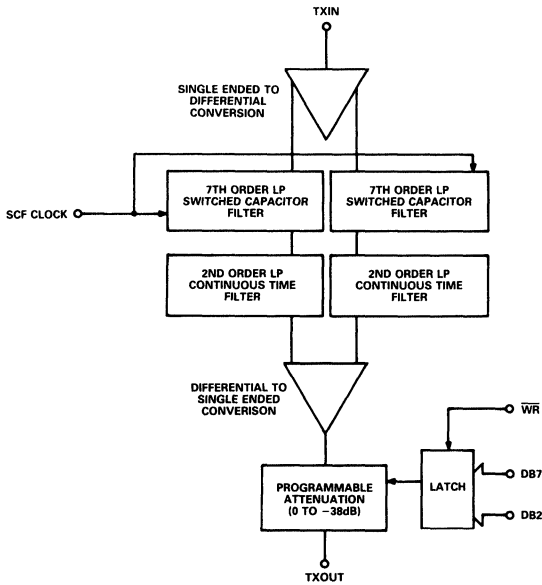 TXIN
SINGLE ENDED TO
DIFFERENTIAL
CONVERSION
7TH ORDER LP
SWITCHED CAPACITOR
FILTER
7TH ORDER LP
SWITCHED CAPACITOR
FILTER
SCF CLOCK
2ND ORDER LP
CONTINUOUS TIME
FILTER
2ND ORDER LP
CONTINUOUS TIME
FILTER
DIFFERENTIAL TO
SINGLE ENDED
CONVERISON
WR
DB7
LATCH
DB2
PROGRAMMABLE
ATTENUATION
(0 TO −38dB)
TXOUT